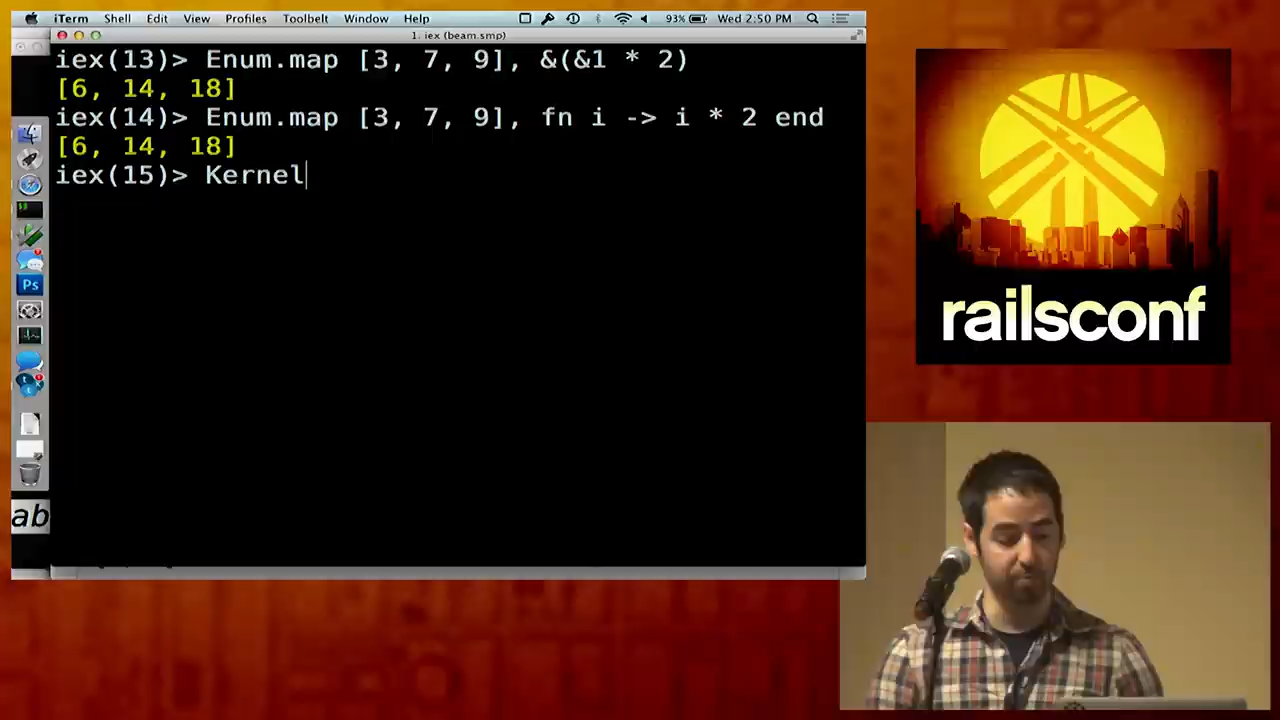 iTerm Shell Edit View Profiles Toolbelt Window Help 93% Wed 2:50 PM
1. iex (beam.smp)
iex(13)> Enum.map [3, 7, 9], &(&1 * 2)
[6, 14, 18]
iex(14)> Enum.map [3, 7, 9], fn i -> i * 2 end
[6, 14, 18]
iex(15)> Kernel
Ps
ab
railsconf